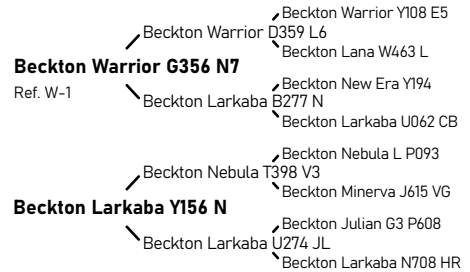 Beckton Warrior Y108 E5
Beckton Warrior D359 L6
Beckton Lana W463 L
Beckton Warrior G356 N7
Ref. W-1
Beckton New Era Y194
Beckton Larkaba B277 N
Beckton Larkaba U062 CB
Beckton Nebula L P093
Beckton Nebula T398 V3
Beckton Minerva J615 VG
Beckton Larkaba Y156 N
Beckton Julian G3 P608
Beckton Larkaba U274 JL
Beckton Larkaba N708 HR